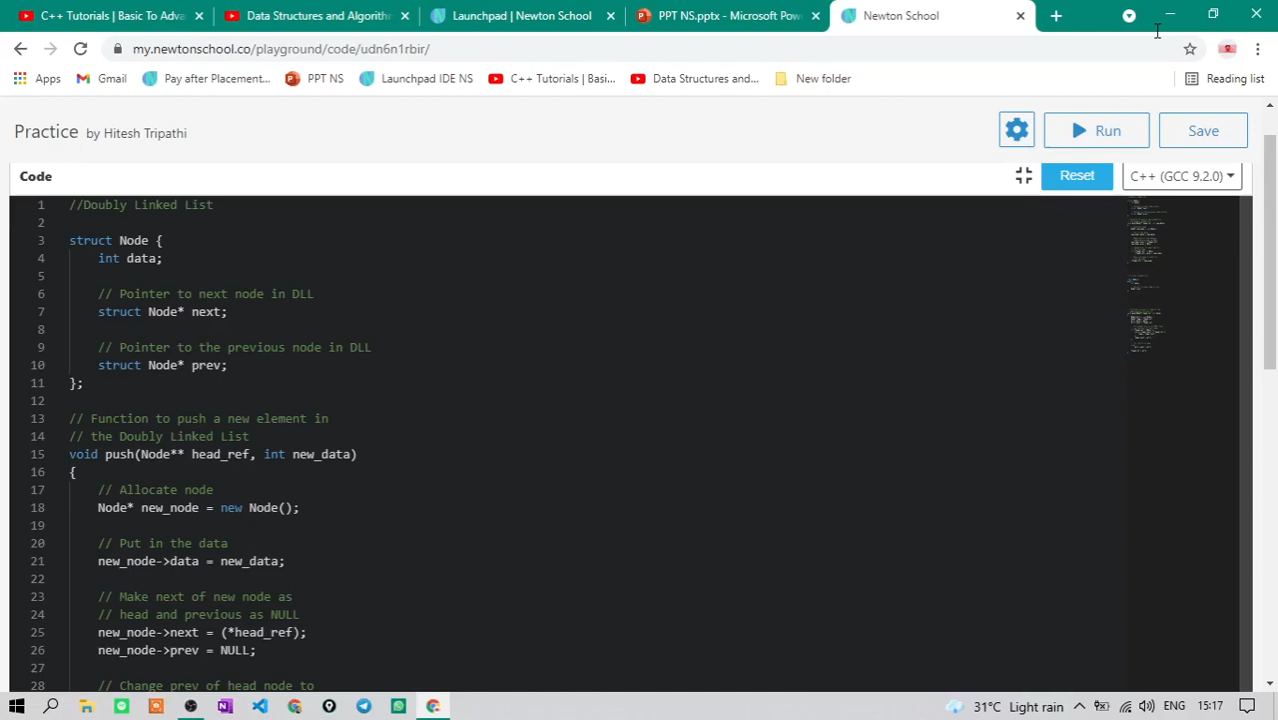 C++ Tutorials | Basic To Adva
Data Structures and Algorith
Launchpad | Newton School
PPT NS.pptx - Microsoft Pow
Newton School
my.newtonschool.co/playground/code/udn6n1rbir/
Apps
Gmail
Pay after Placement...
PPT NS
Launchpad IDE NS
C++ Tutorials | Basi...
Data Structures and...
New folder
Reading list
Practice by Hitesh Tripathi
Run
Save
Code
Reset
C++ (GCC 9.2.0)
1 //Doubly Linked List
2
3 struct Node {
4 int data;
5
6 // Pointer to next node in DLL
7 struct Node* next;
8
9 // Pointer to the previous node in DLL
10 struct Node* prev;
11 };
12
13 // Function to push a new element in
14 // the Doubly Linked List
15 void push(Node** head_ref, int new_data)
16 {
17 // Allocate node
18 Node* new_node = new Node();
19
20 // Put in the data
21 new_node->data = new_data;
22
23 // Make next of new node as
24 // head and previous as NULL
25 new_node->next = (*head_ref);
26 new_node->prev = NULL;
27
28 // Change prev of head node to
31°C Light rain
ENG
15:17